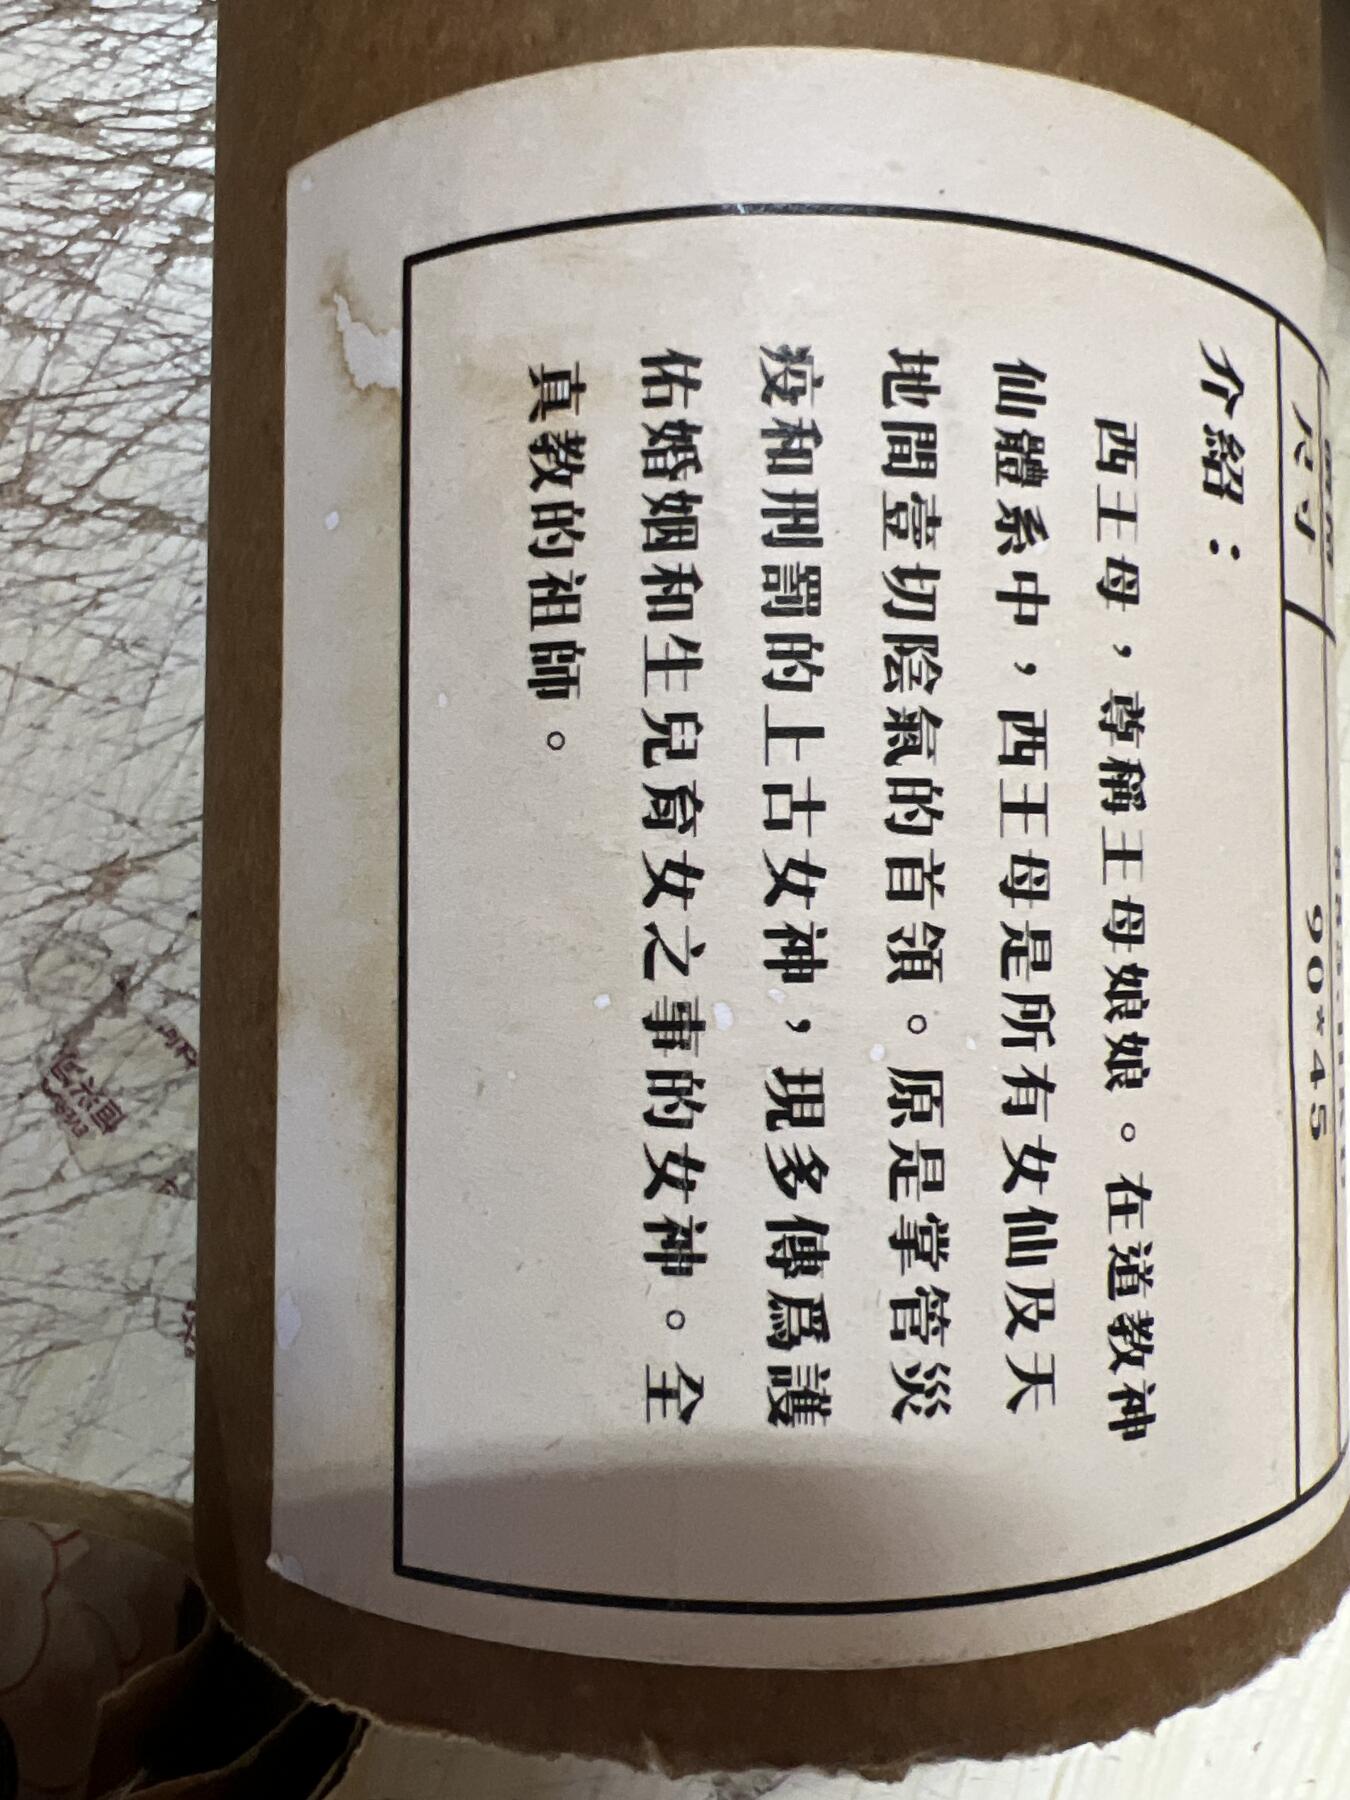 尺寸 90*45
介紹：
西王母，尊稱王母娘娘。在道教神
仙體系中，西王母是所有女仙及天
地間壹切陰氣的首領。原是掌管災
疫和刑罰的上古女神，現多傳爲護
佑婚姻和生兒育女之事的女神。全
真教的祖師。